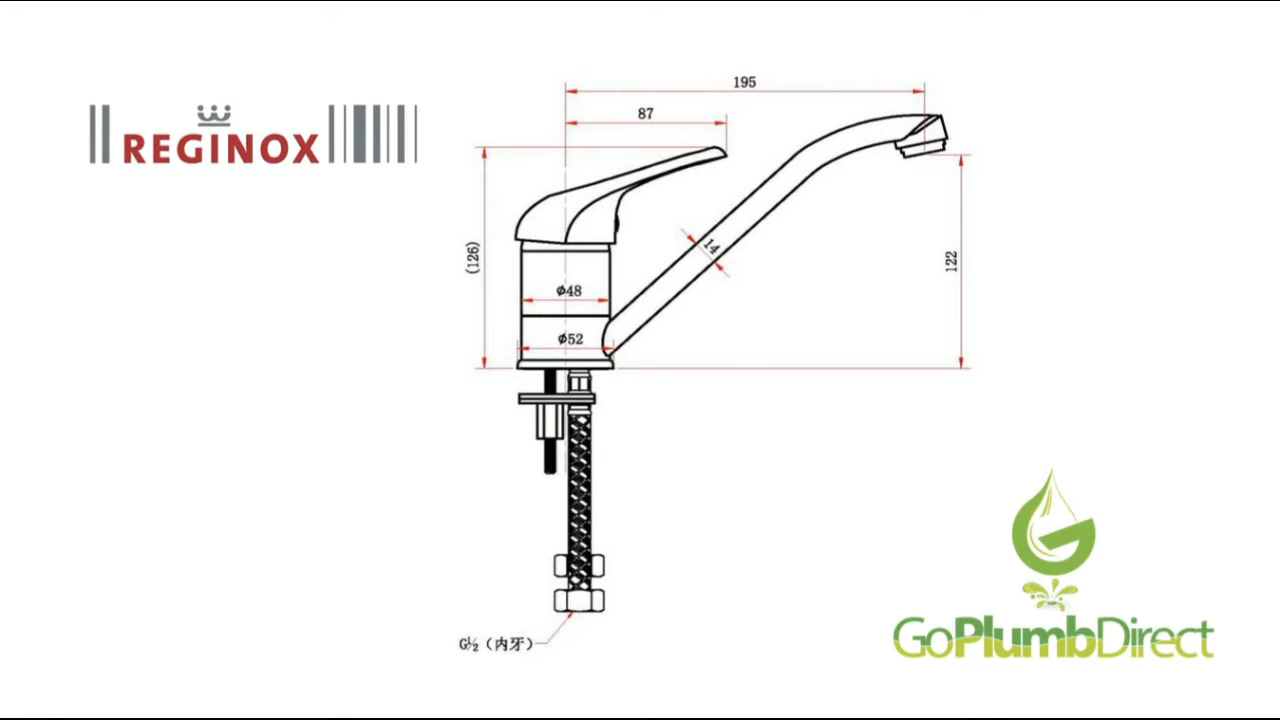 195
87
REGINOX
14
(126)
122
ϕ48
ϕ52
G½（内牙）
GoPlumbDirect